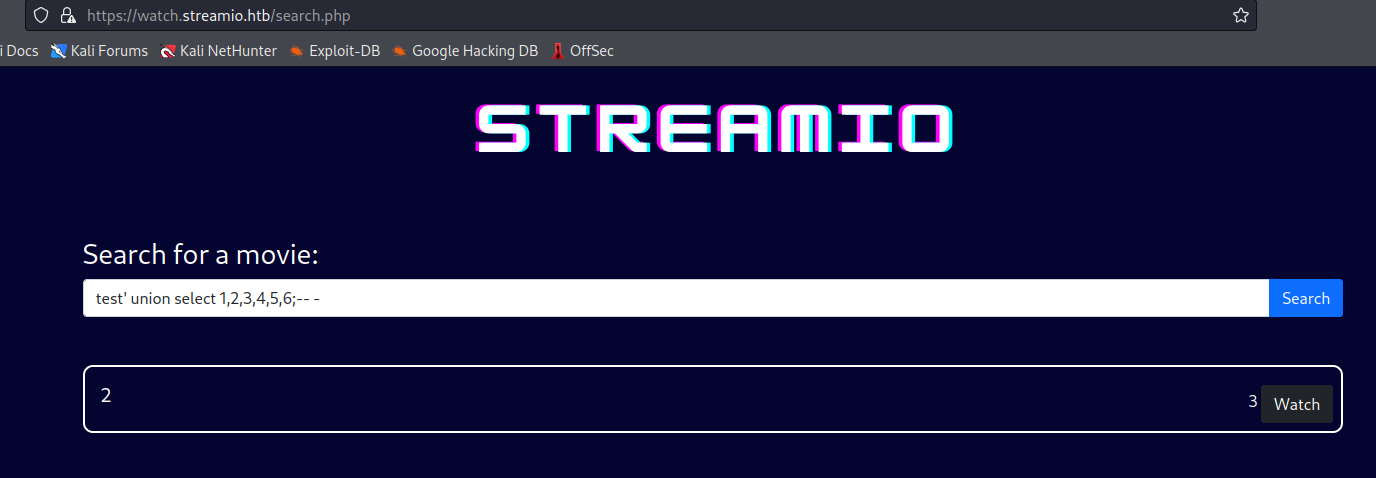 https://watch.streamio.htb/search.php
i Docs Kali Forums Kali NetHunter Exploit-DB Google Hacking DB OffSec
STREAMIO
Search for a movie:
test' union select 1,2,3,4,5,6;-- - Search
2 3 Watch